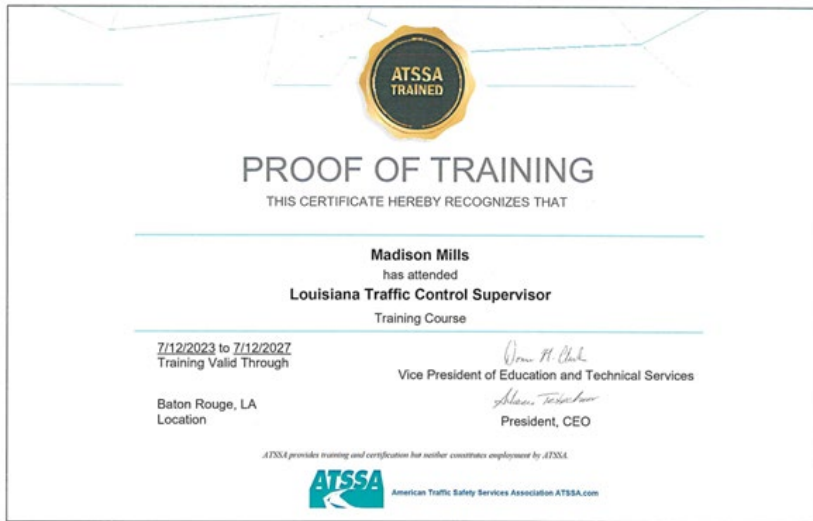 ATSSA
TRAINED
PROOF OF TRAINING
THIS CERTIFICATE HEREBY RECOGNIZES THAT
Madison Mills
has attended
Louisiana Traffic Control Supervisor
Training Course
7/12/2023 to 7/12/2027
Training Valid Through
Vice President of Education and Technical Services
Baton Rouge, LA
Location
President, CEO
ATSSA provides training and certification but neither constitutes employment by ATSSA.
ATSSA
American Traffic Safety Services Association ATSSA.com